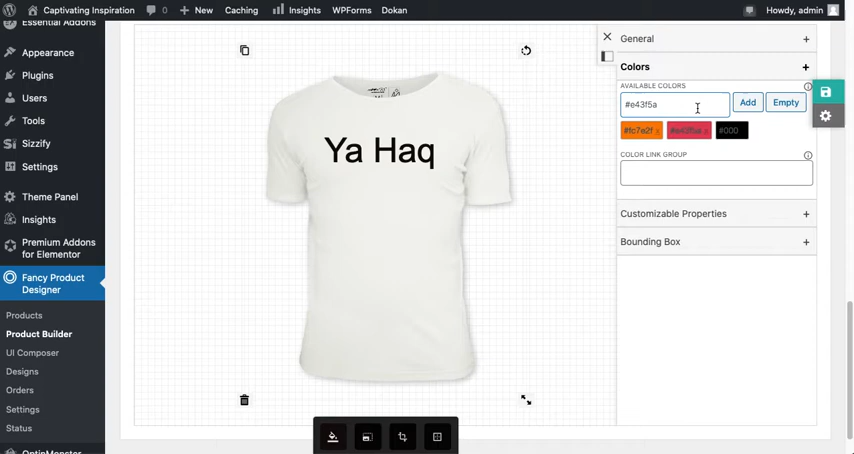 Captivating Inspiration 0 + New Caching Insights WPForms Dokan Howdy, admin
Essential Addons
Appearance
Plugins
Users
Tools
Sizzify
Settings
Theme Panel
Insights
Premium Addons
for Elementor
Fancy Product
Designer
Products
Product Builder
UI Composer
Designs
Orders
Settings
Status
OptinMonster
Ya Haq
General +
Colors +
AVAILABLE COLORS
#e43f5a Add Empty
#fc7e2f x #e43f5a x #000
COLOR LINK GROUP
Customizable Properties +
Bounding Box +